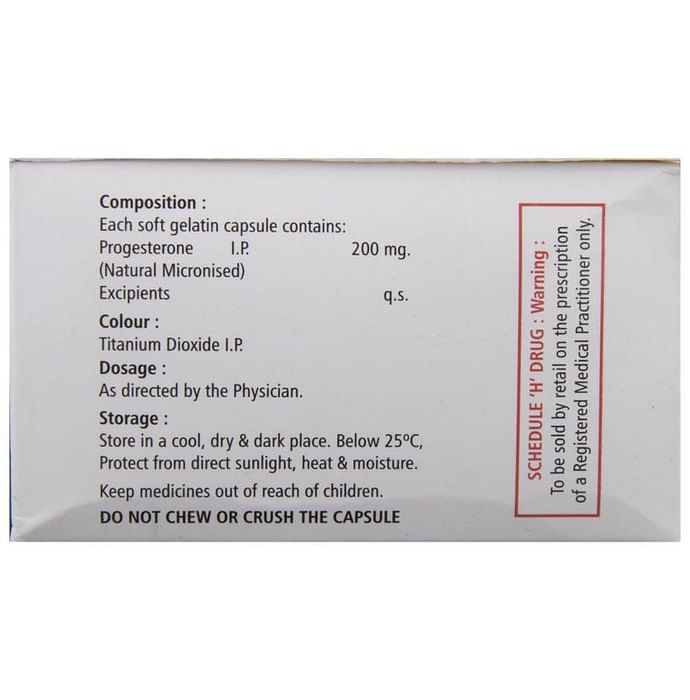 Composition :
Each soft gelatin capsule contains:
Progesterone I.P. 200 mg.
(Natural Micronised)
Excipients q.s.
Colour :
Titanium Dioxide I.P.
Dosage :
As directed by the Physician.
Storage :
Store in a cool, dry & dark place. Below 25ºC,
Protect from direct sunlight, heat & moisture.
Keep medicines out of reach of children.
DO NOT CHEW OR CRUSH THE CAPSULE
SCHEDULE 'H' DRUG : Warning :
To be sold by retail on the prescription
of a Registered Medical Practitioner only.